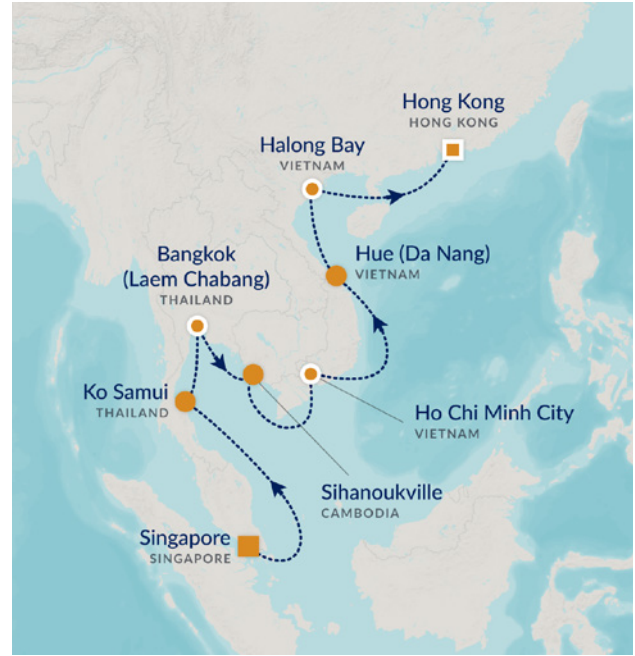 Hong Kong
HONG KONG
Halong Bay
VIETNAM
Bangkok
(Laem Chabang)
THAILAND
Hue (Da Nang)
VIETNAM
Ko Samui
THAILAND
Ho Chi Minh City
VIETNAM
Sihanoukville
CAMBODIA
Singapore
SINGAPORE